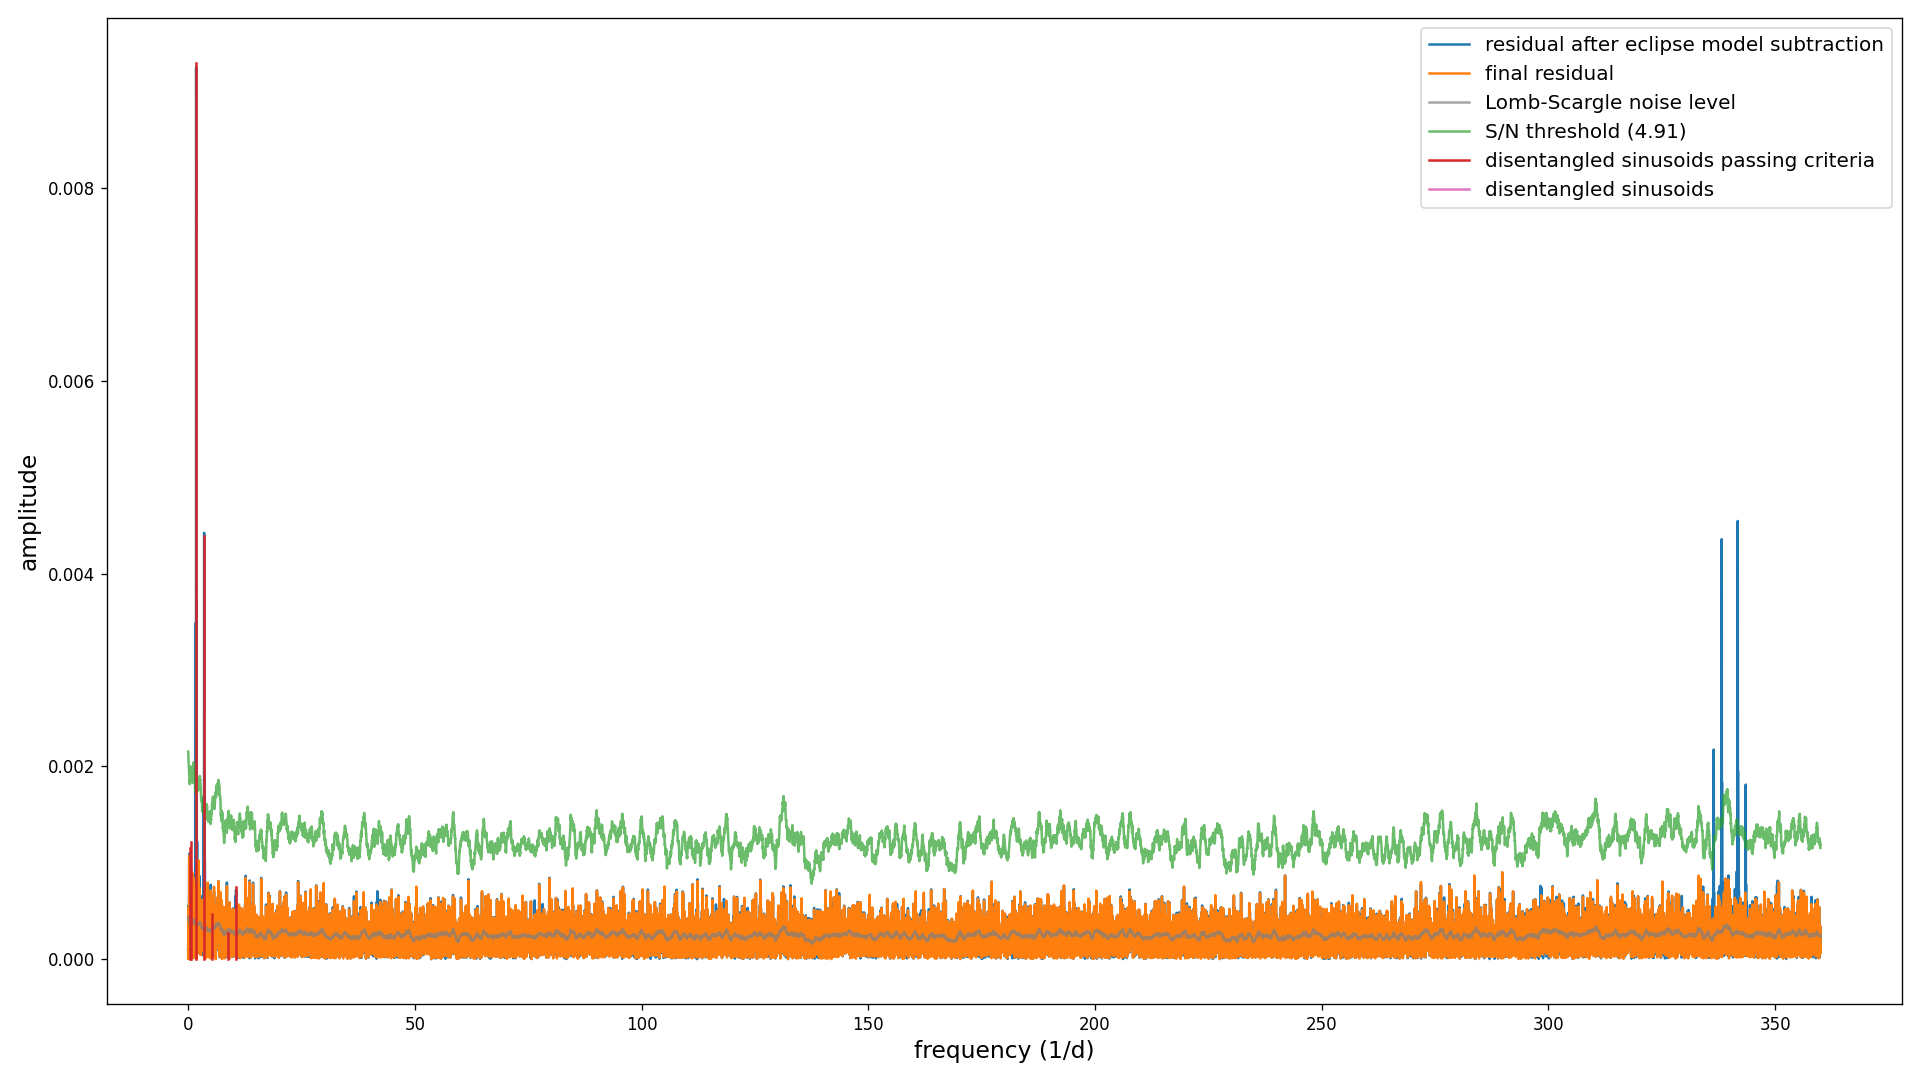 residual after eclipse model subtraction
final residual
Lomb-Scargle noise level
S/N threshold (4.91)
disentangled sinusoids passing criteria
disentangled sinusoids
0.008
0.006
0.004
0.002
0.000
amplitude
0 50 100 150 200 250 300 350
frequency (1/d)